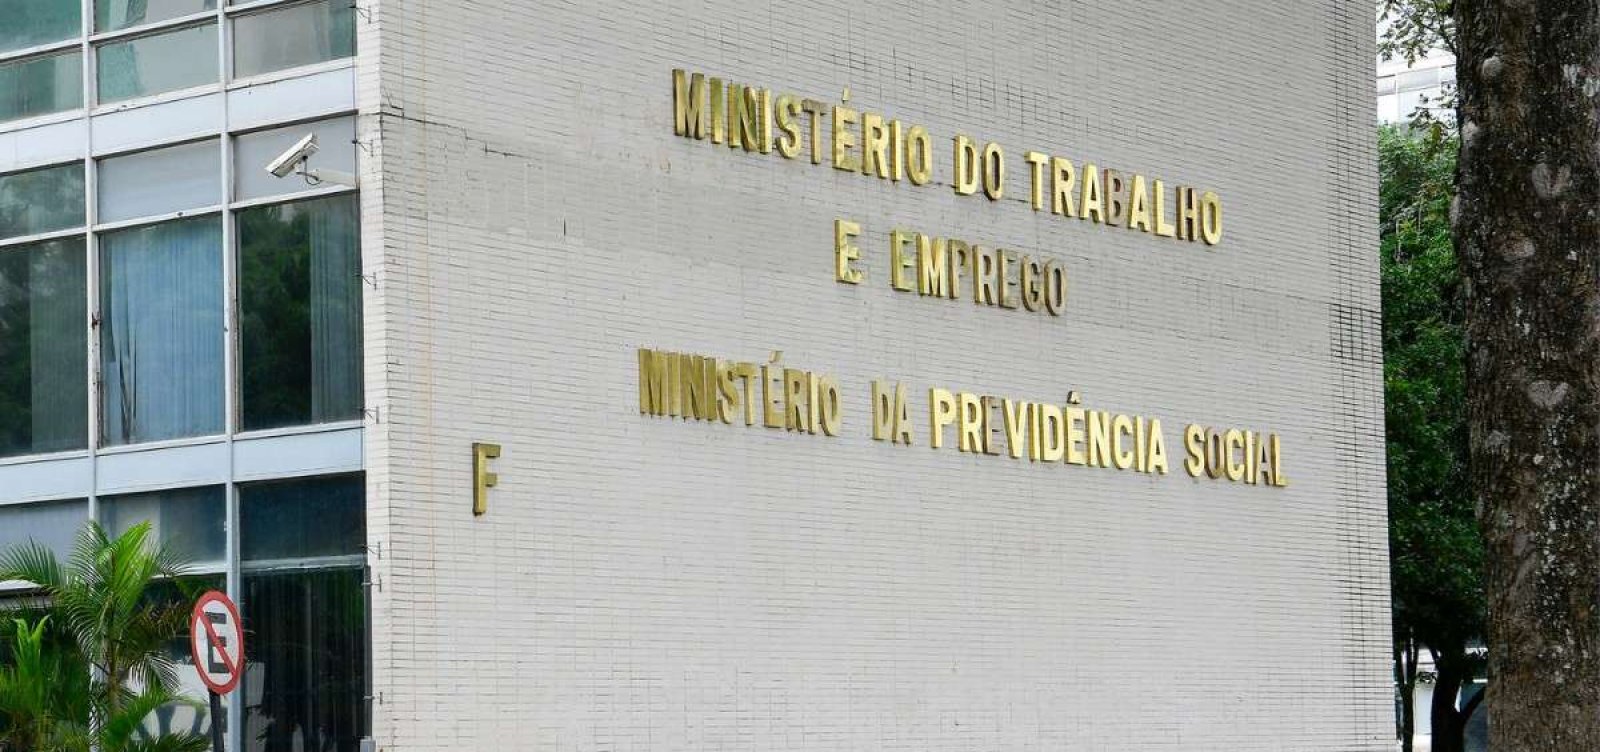 MINISTÉRIO DO TRABALHO
E EMPREGO
MINISTÉRIO DA PREVIDÊNCIA SOCIAL
F
E